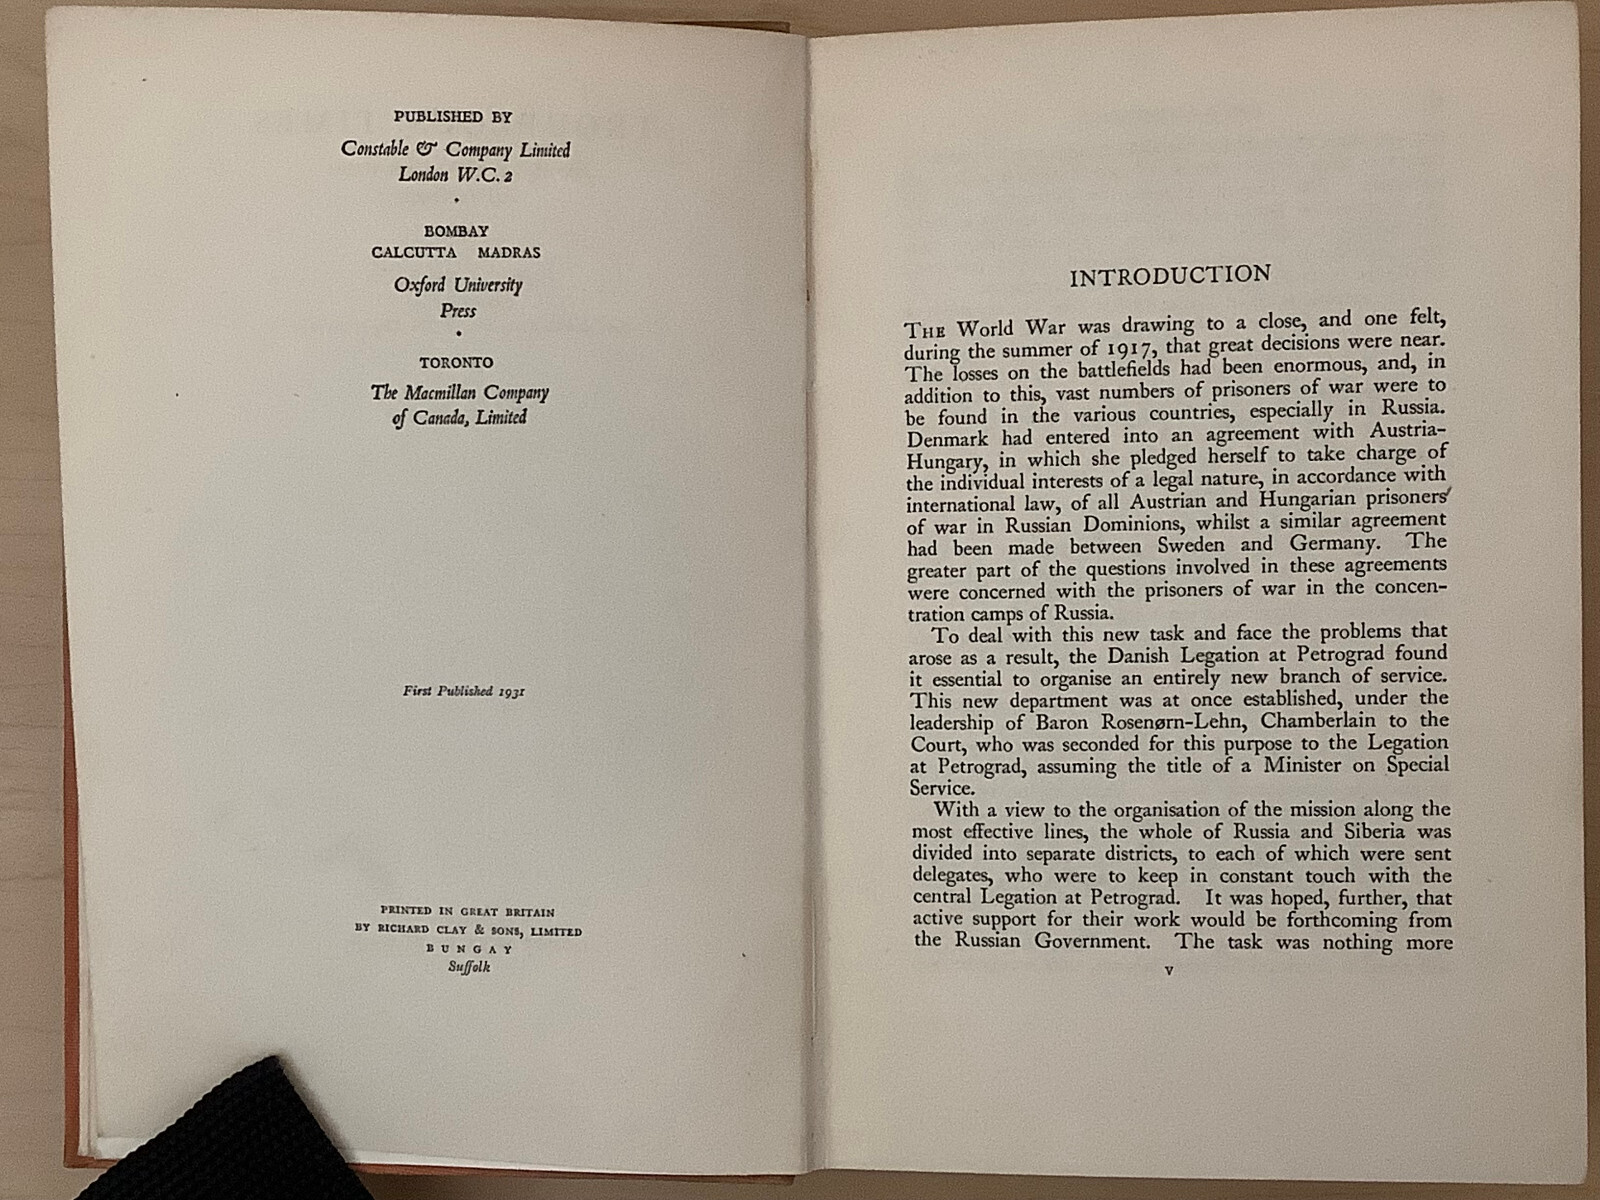 PUBLISHED BY
Constable & Company Limited
London W.C. 2
BOMBAY
CALCUTTA MADRAS
Oxford University
Press
TORONTO
The Macmillan Company
of Canada, Limited
First Published 1931
PRINTED IN GREAT BRITAIN
BY RICHARD CLAY & SONS, LIMITED
BUNGAY
Suffolk
INTRODUCTION
THE World War was drawing to a close, and one felt,
during the summer of 1917, that great decisions were near.
The losses on the battlefields had been enormous, and, in
addition to this, vast numbers of prisoners of war were to
be found in the various countries, especially in Russia.
Denmark had entered into an agreement with Austria-
Hungary, in which she pledged herself to take charge of
the individual interests of a legal nature, in accordance with
international law, of all Austrian and Hungarian prisoners
of war in Russian Dominions, whilst a similar agreement
had been made between Sweden and Germany. The
greater part of the questions involved in these agreements
were concerned with the prisoners of war in the concen-
tration camps of Russia.
To deal with this new task and face the problems that
arose as a result, the Danish Legation at Petrograd found
it essential to organise an entirely new branch of service.
This new department was at once established, under the
leadership of Baron Rosenørn-Lehn, Chamberlain to the
Court, who was seconded for this purpose to the Legation
at Petrograd, assuming the title of a Minister on Special
Service.
With a view to the organisation of the mission along the
most effective lines, the whole of Russia and Siberia was
divided into separate districts, to each of which were sent
delegates, who were to keep in constant touch with the
central Legation at Petrograd. It was hoped, further, that
active support for their work would be forthcoming from
the Russian Government. The task was nothing more
v